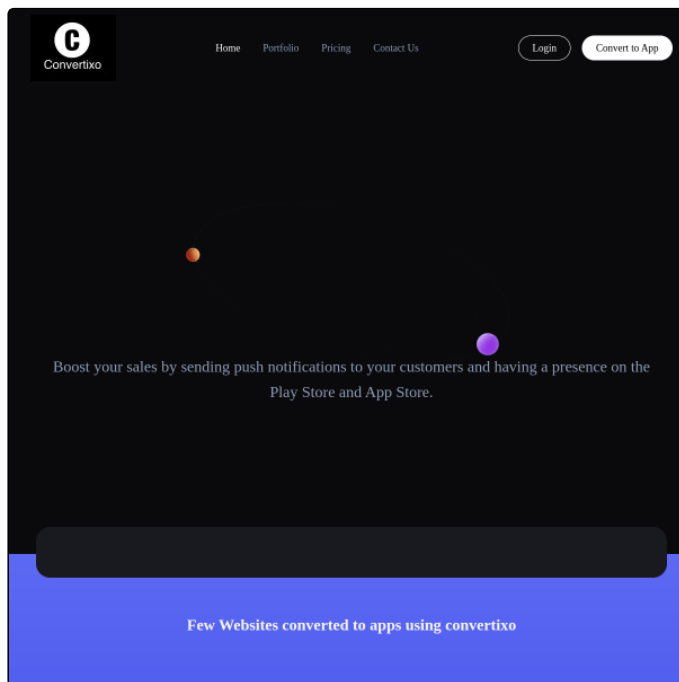 C
Convertixo
Home Portfolio Pricing Contact Us
Login Convert to App
Boost your sales by sending push notifications to your customers and having a presence on the
Play Store and App Store.
Few Websites converted to apps using convertixo